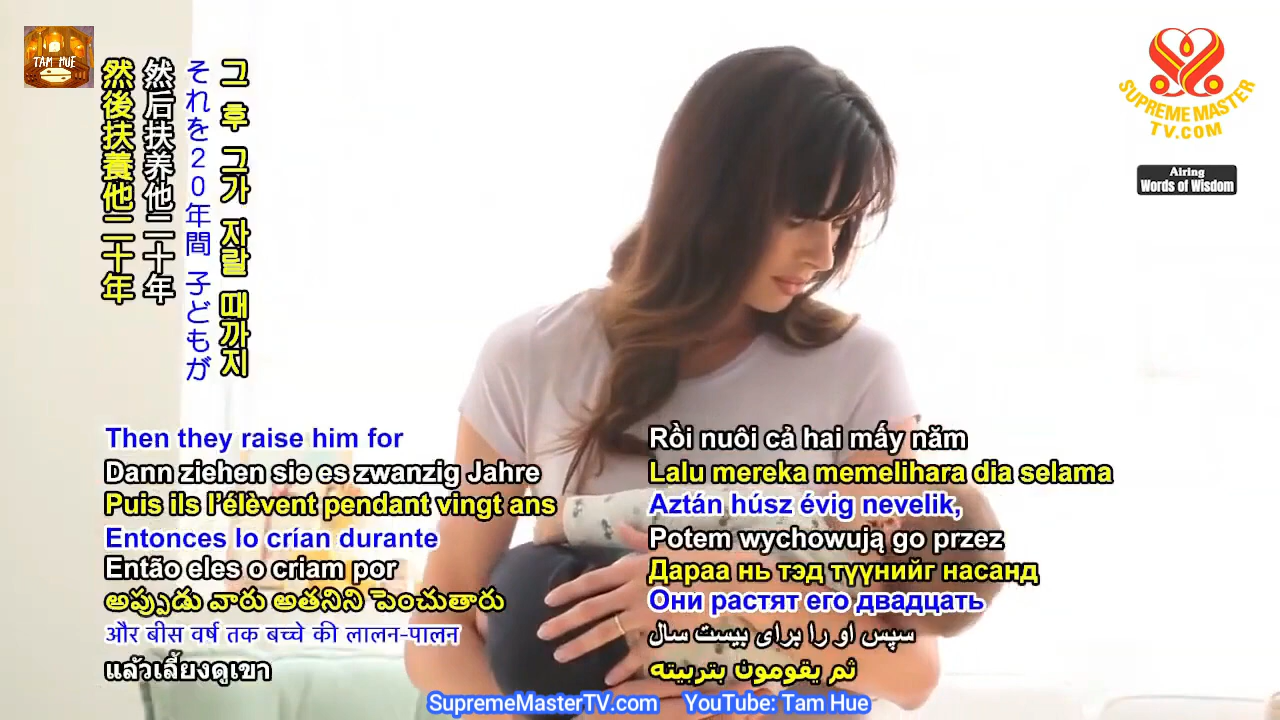 TAM HUE
然後扶養他二十年
然后扶养他二十年
それを20年間 子どもが
그 후 그가 자랄 때까지
SUPREME MASTER
TV.COM
Airing
Words of Wisdom
Then they raise him for
Dann ziehen sie es zwanzig Jahre
Puis ils l'élèvent pendant vingt ans
Entonces lo crían durante
Então eles o criam por
అప్పుడు వారు అతనిని పెంచుతారు
और बीस वर्ष तक बच्चे की लालन-पालन
แล้วเลี้ยงดูเขา
Rồi nuôi cả hai mấy năm
Lalu mereka memelihara dia selama
Aztán húsz évig nevelik,
Potem wychowują go przez
Дараа нь тэд түүнийг насанд
Они растят его двадцать
سپس او را برای بیست سال
ثم يقومون بتربيته
SupremeMasterTV.com YouTube: Tam Hue